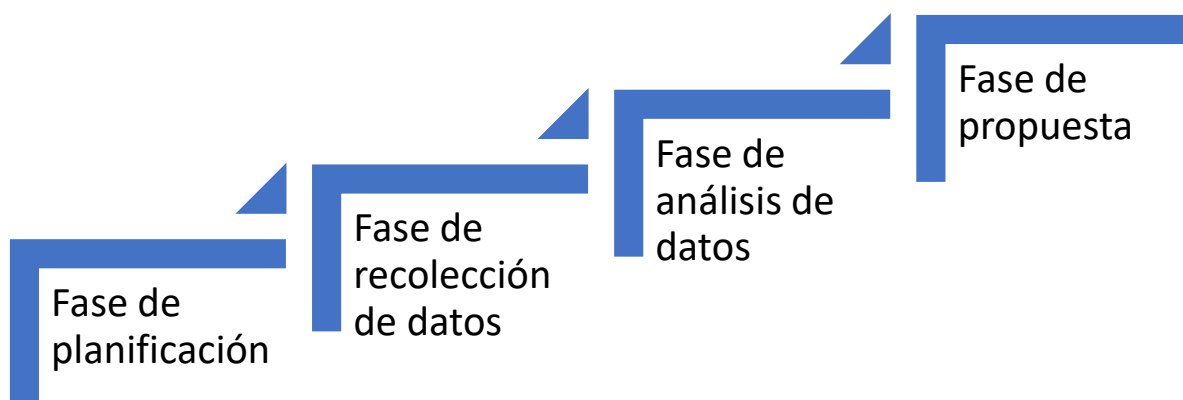 Fase de
planificación
Fase de
recolección
de datos
Fase de
análisis de
datos
Fase de
propuesta